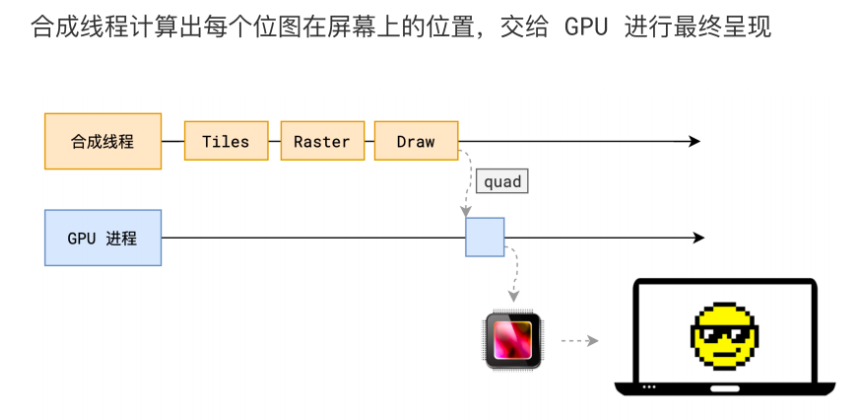 合成线程计算出每个位图在屏幕上的位置，交给 GPU 进行最终呈现
合成线程
Tiles
Raster
Draw
quad
GPU 进程